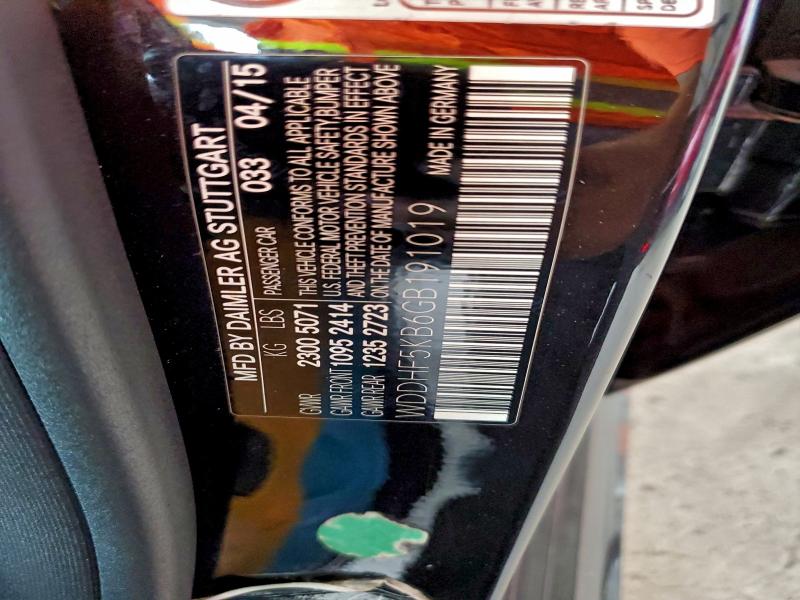 MFD BY DAIMLER AG STUTTGART
KG LBS PASSENGER CAR 033 04/15
GVWR 2300 5071 THIS VEHICLE CONFORMS TO ALL APPLICABLE
GAWR FRONT 1095 2414 U.S. FEDERAL MOTOR VEHICLE SAFETY, BUMPER
GAWR REAR 1235 2723 AND THEFT PREVENTION STANDARDS IN EFFECT
ON THE DATE OF MANUFACTURE SHOWN ABOVE
WDDHF5KB6GB191019 MADE IN GERMANY